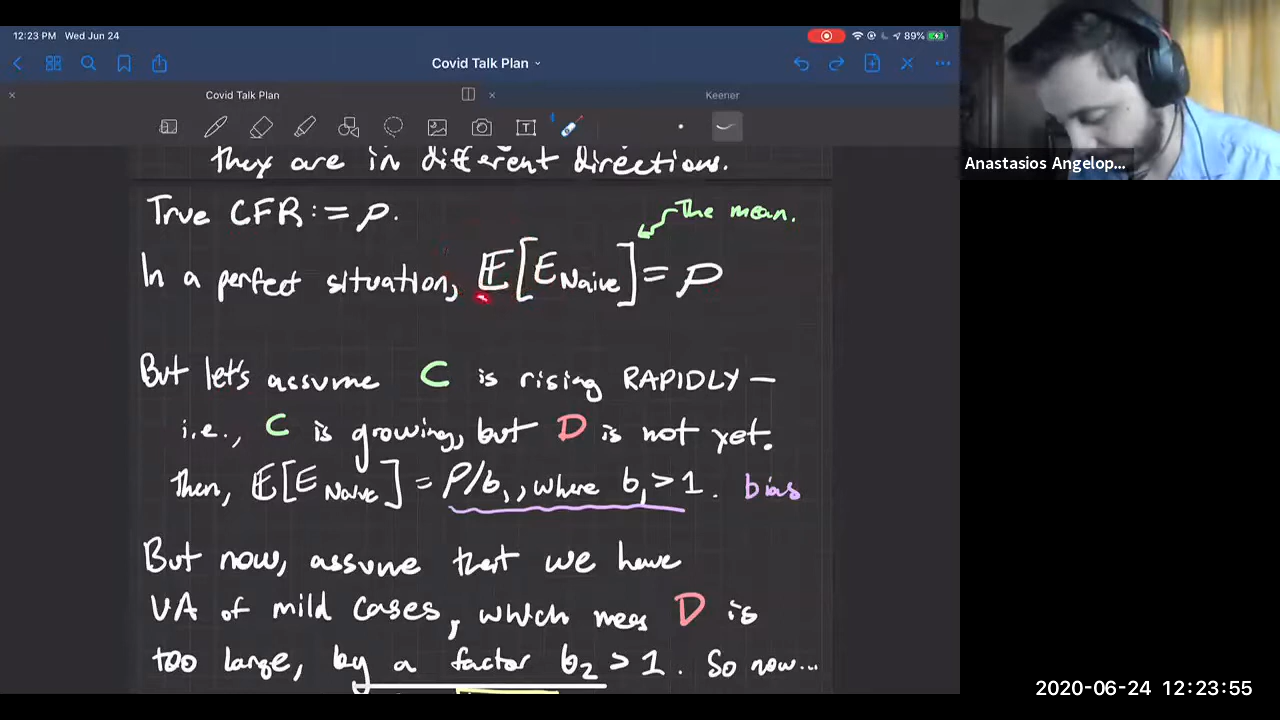 12:23 PM Wed Jun 24
89%
Covid Talk Plan
Covid Talk Plan
Keener
they are in different directions.
True CFR := p.
The mean.
In a perfect situation, 𝔼[E_Naive] = p
But let's assume C is rising RAPIDLY —
i.e., C is growing, but D is not yet.
Then, 𝔼[E_Naive] = P/b₁, where b₁ > 1. bias
But now, assume that we have
UA of mild cases, which mees D is
too large, by a factor b₂ > 1. So now...
Anastasios Angelop...
2020-06-24 12:23:55